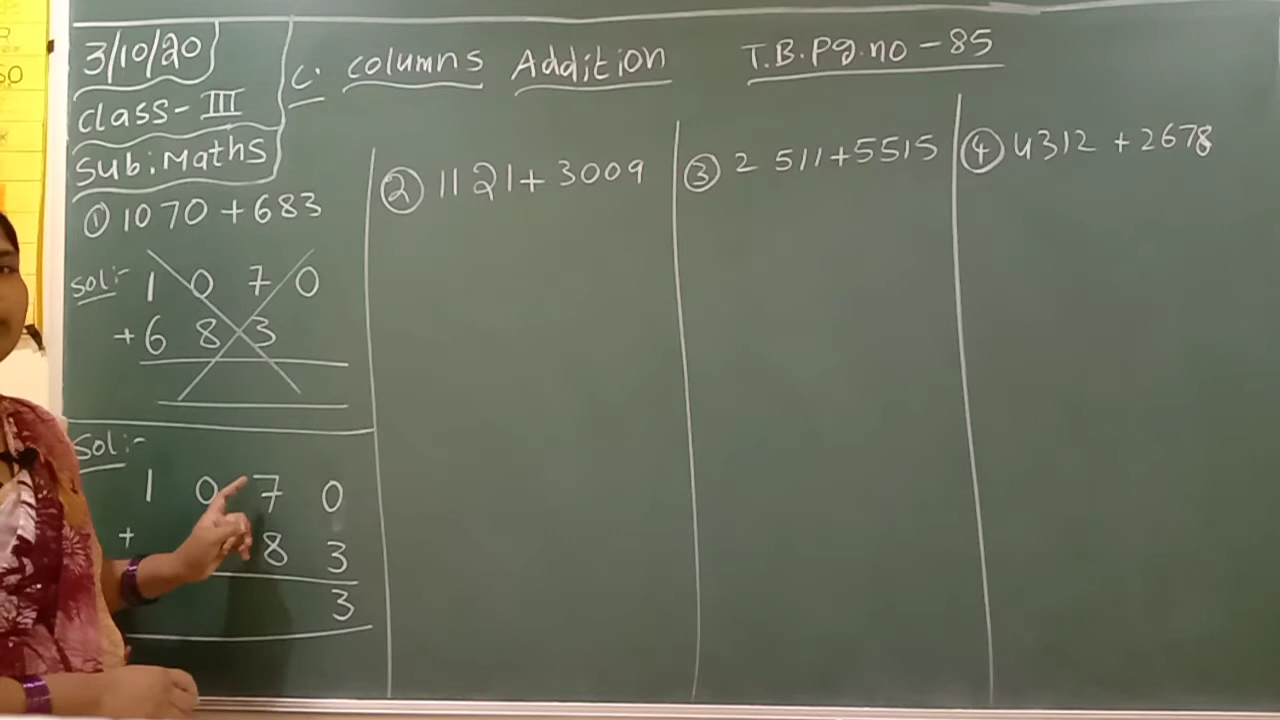 3/10/20
Class- III
Sub: Maths
C. columns Addition T.B.Pg.no - 85
① 1070 + 683
Sol:- 1 0 7 0
+ 6 8 3
Sol:-
1 0 7 0
+ 8 3
3
② 1121 + 3009
③ 2511 + 5515
④ 4312 + 2678